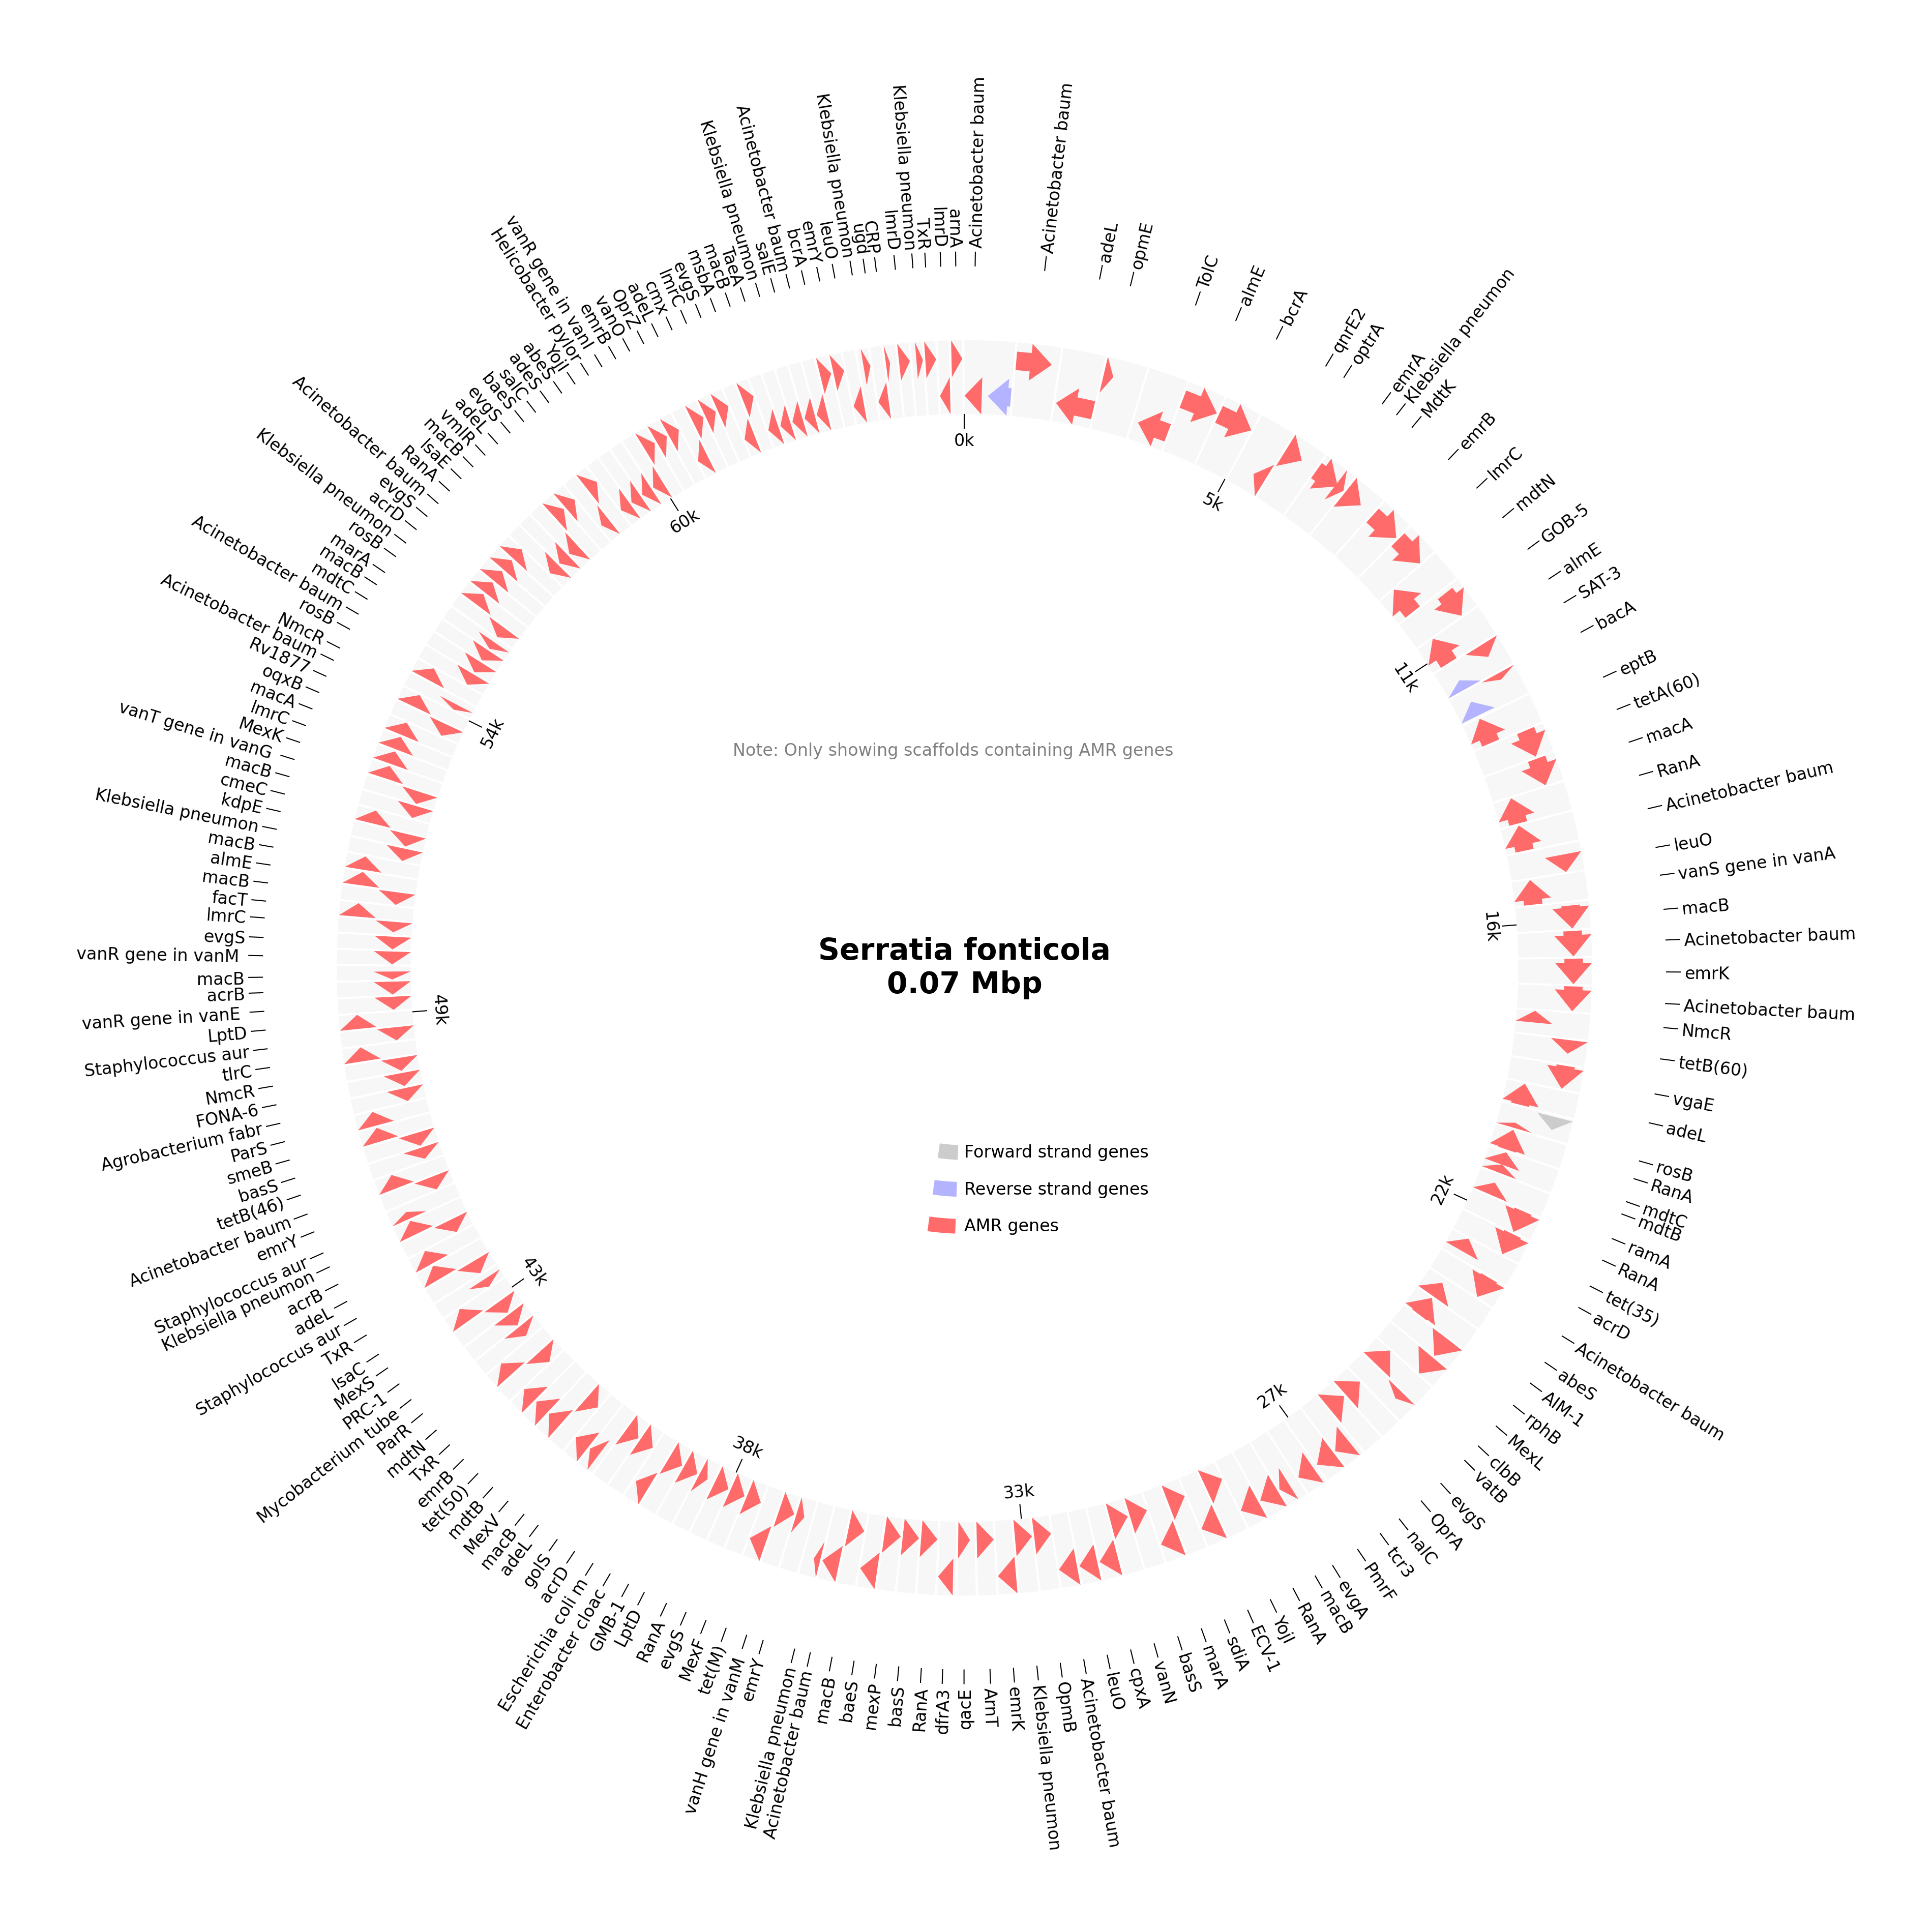 Acinetobacter baum
Acinetobacter baum
adeL
opmE
TolC
almE
bcrA
qnrE2
optrA
emrA
Klebsiella pneumon
MdtK
emrB
lmrC
mdtN
GOB-5
almE
SAT-3
bacA
eptB
tetA(60)
macA
RanA
Acinetobacter baum
leuO
vanS gene in vanA
macB
Acinetobacter baum
emrK
Acinetobacter baum
NmcR
tetB(60)
vgaE
adeL
rosB
RanA
mdtC
mdtB
ramA
RanA
tet(35)
acrD
Acinetobacter baum
abeS
AIM-1
rphB
MexL
clbB
vatB
evgS
OprA
nalC
tcr3
PmrF
evgA
macB
RanA
YojI
ECV-1
sdiA
marA
basS
vanN
cpxA
leuO
Acinetobacter baum
OpmB
Klebsiella pneumon
emrK
ArnT
qacE
dfrA3
RanA
basS
mexP
baeS
macB
Acinetobacter baum
Klebsiella pneumon
emrY
vanH gene in vanM
tet(M)
MexF
evgS
RanA
LptD
GMB-1
Enterobacter cloac
Escherichia coli m
acrD
golS
adeL
macB
MexV
mdtB
tet(50)
emrB
TxR
mdtN
ParR
Mycobacterium tube
PRC-1
MexS
lsaC
TxR
Staphylococcus aur
adeL
acrB
Klebsiella pneumon
Staphylococcus aur
emrY
Acinetobacter baum
tetB(46)
basS
smeB
ParS
Agrobacterium fabr
FONA-6
NmcR
tlrC
Staphylococcus aur
LptD
vanR gene in vanE
acrB
macB
vanR gene in vanM
evgS
lmrC
facT
macB
almE
macB
Klebsiella pneumon
kdpE
cmeC
macB
vanT gene in vanG
MexK
lmrC
macA
oqxB
Rv1877
Acinetobacter baum
NmcR
rosB
Acinetobacter baum
mdtC
macB
marA
rosB
Klebsiella pneumon
acrD
evgS
Acinetobacter baum
RanA
lsaE
macB
vmlR
adeL
evgS
baeS
salC
adeS
abeS
YojI
Helicobacter pylor
vanR gene in vanI
emrB
vanO
OprZ
adeL
cmx
lmrC
evgS
msbA
macB
TaeA
Klebsiella pneumon
salE
Acinetobacter baum
bcrA
emrY
leuO
Klebsiella pneumon
ugd
CRP
lmrD
Klebsiella pneumon
TxR
lmrD
arnA
0k
5k
11k
16k
22k
27k
33k
38k
43k
49k
54k
60k
Note: Only showing scaffolds containing AMR genes
Serratia fonticola
0.07 Mbp
Forward strand genes
Reverse strand genes
AMR genes